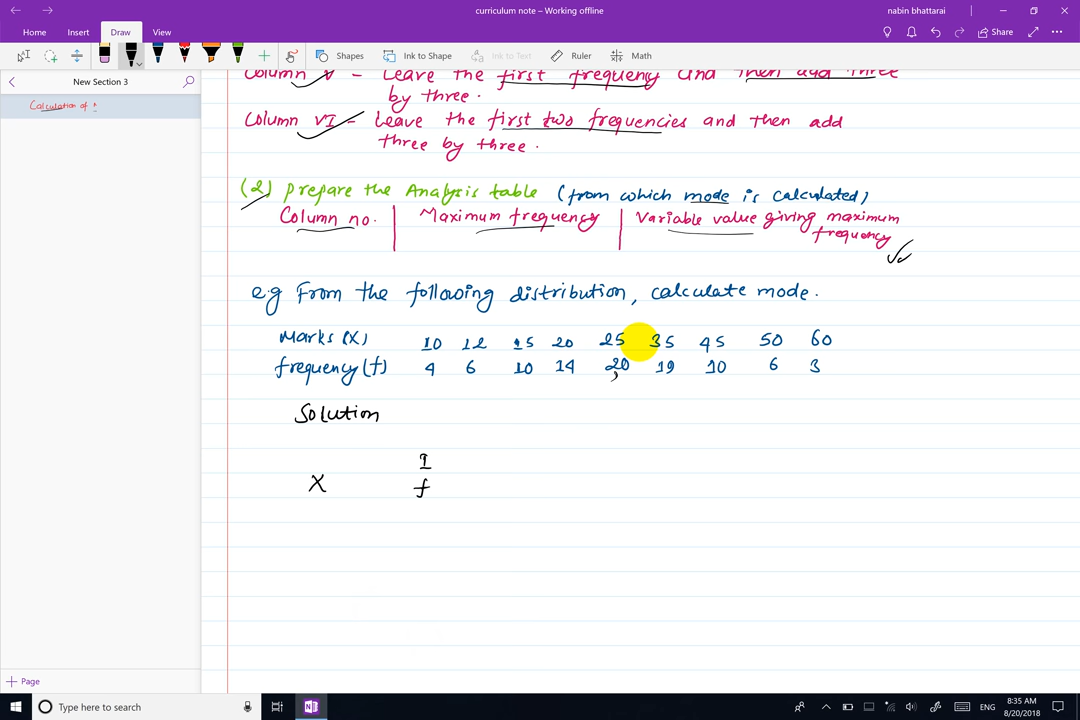 curriculum note - Working offline
nabin bhattarai
Home Insert Draw View
Share
Shapes Ink to Shape Ink to Text Ruler Math
New Section 3
Calculation of
Column V - Leave the first frequency and then add three
by three.
Column VI - Leave the first two frequencies and then add
three by three.
(2) Prepare the Analysis table (from which mode is calculated)
Column no. Maximum frequency Variable value giving maximum
frequency
e.g From the following distribution, calculate mode.
Marks (X) 10 12 15 20 25 35 45 50 60
frequency (f) 4 6 10 14 20 19 10 6 3
Solution
I
X f
+ Page
Type here to search
ENG
8:35 AM
8/20/2018